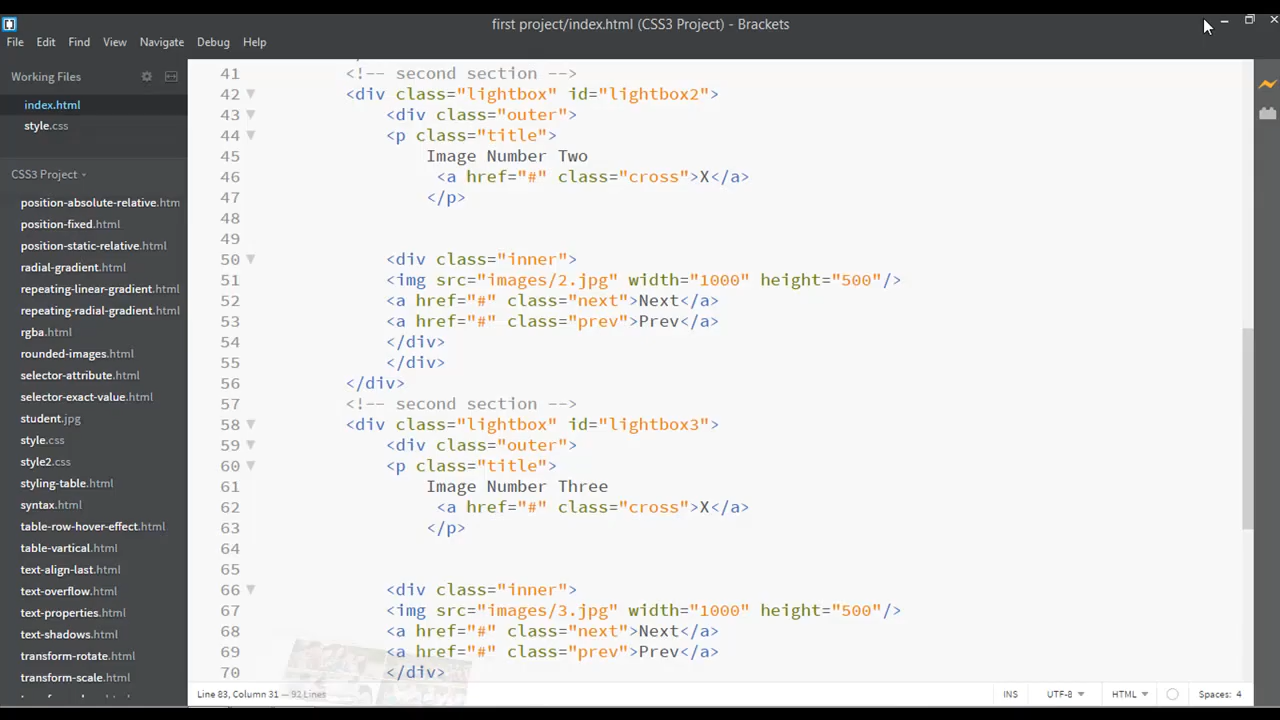 first project/index.html (CSS3 Project) - Brackets
File Edit Find View Navigate Debug Help
Working Files
index.html
style.css
CSS3 Project
position-absolute-relative.htm
position-fixed.html
position-static-relative.html
radial-gradient.html
repeating-linear-gradient.html
repeating-radial-gradient.html
rgba.html
rounded-images.html
selector-attribute.html
selector-exact-value.html
student.jpg
style.css
style2.css
styling-table.html
syntax.html
table-row-hover-effect.html
table-vartical.html
text-align-last.html
text-overflow.html
text-properties.html
text-shadows.html
transform-rotate.html
transform-scale.html
41 <!-- second section -->
42 <div class="lightbox" id="lightbox2">
43 <div class="outer">
44 <p class="title">
45 Image Number Two
46 <a href="#" class="cross">X</a>
47 </p>
48
49
50 <div class="inner">
51 <img src="images/2.jpg" width="1000" height="500"/>
52 <a href="#" class="next">Next</a>
53 <a href="#" class="prev">Prev</a>
54 </div>
55 </div>
56 </div>
57 <!-- second section -->
58 <div class="lightbox" id="lightbox3">
59 <div class="outer">
60 <p class="title">
61 Image Number Three
62 <a href="#" class="cross">X</a>
63 </p>
64
65
66 <div class="inner">
67 <img src="images/3.jpg" width="1000" height="500"/>
68 <a href="#" class="next">Next</a>
69 <a href="#" class="prev">Prev</a>
70 </div>
Line 83, Column 31 — 92 Lines INS UTF-8 HTML Spaces: 4